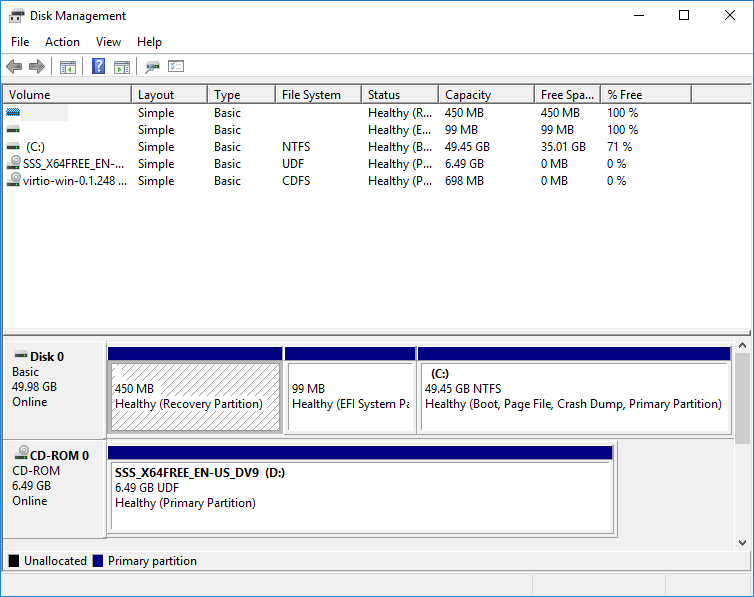 Disk Management
File Action View Help
Volume Layout Type File System Status Capacity Free Spa... % Free
Simple Basic Healthy (R... 450 MB 450 MB 100 %
Simple Basic Healthy (E... 99 MB 99 MB 100 %
(C:) Simple Basic NTFS Healthy (B... 49.45 GB 35.01 GB 71 %
SSS_X64FREE_EN-... Simple Basic UDF Healthy (P... 6.49 GB 0 MB 0 %
virtio-win-0.1.248 ... Simple Basic CDFS Healthy (P... 698 MB 0 MB 0 %
Disk 0
Basic
49.98 GB
Online
450 MB
Healthy (Recovery Partition)
99 MB
Healthy (EFI System Pa
(C:)
49.45 GB NTFS
Healthy (Boot, Page File, Crash Dump, Primary Partition)
CD-ROM 0
CD-ROM
6.49 GB
Online
SSS_X64FREE_EN-US_DV9 (D:)
6.49 GB UDF
Healthy (Primary Partition)
Unallocated Primary partition